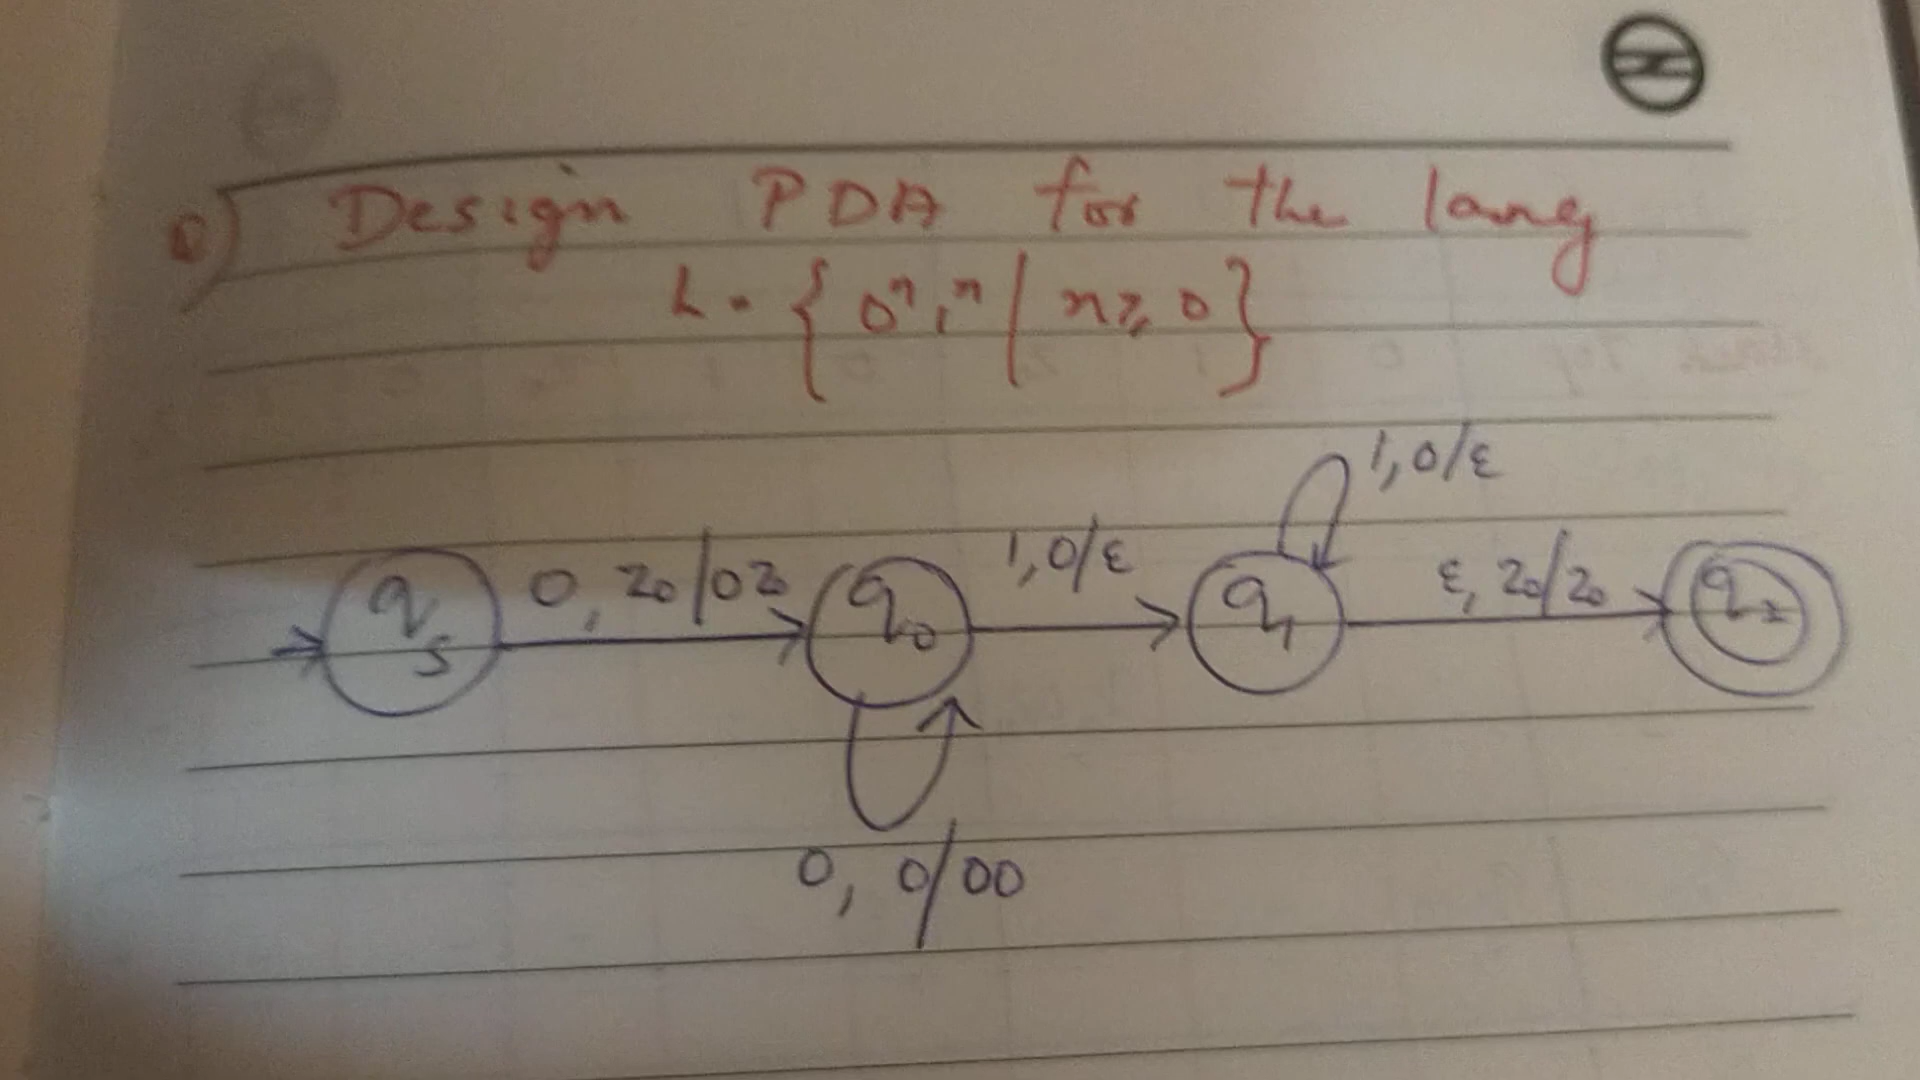 Design PDA for the lang
L = {0ⁿ1ⁿ | n ≥ 0}
1,0/ε
qs 0, z0/0z0 q0 1,0/ε q1 ε, z0/z0 q2
0, 0/00